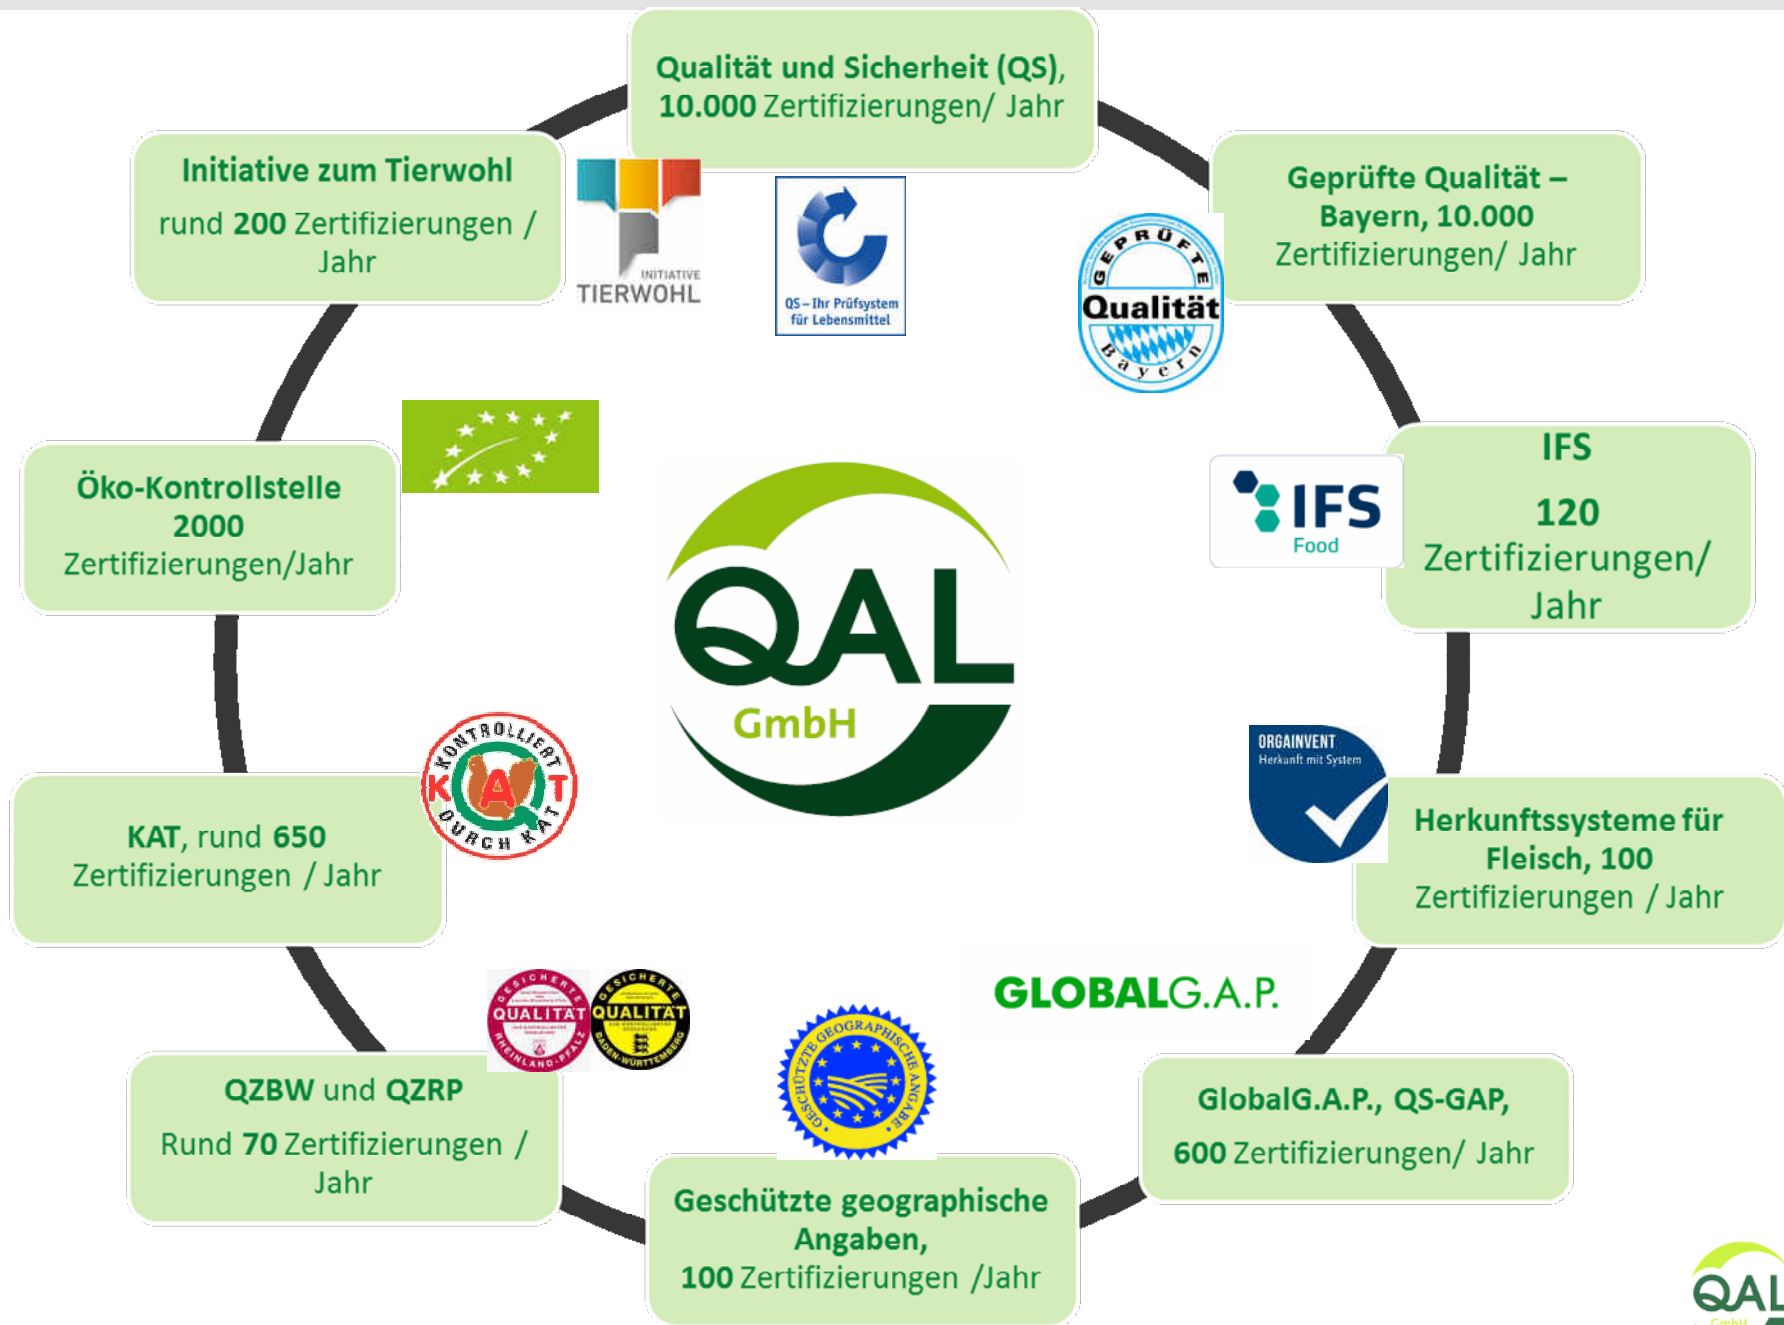 Qualität und Sicherheit (QS),
10.000 Zertifizierungen/ Jahr
Geprüfte Qualität –
Bayern, 10.000
Zertifizierungen/ Jahr
IFS
120
Zertifizierungen/
Jahr
Herkunftssysteme für
Fleisch, 100
Zertifizierungen / Jahr
GlobalG.A.P., QS-GAP,
600 Zertifizierungen/ Jahr
Geschützte geographische
Angaben,
100 Zertifizierungen /Jahr
QZBW und QZRP
Rund 70 Zertifizierungen /
Jahr
KAT, rund 650
Zertifizierungen / Jahr
Öko-Kontrollstelle
2000
Zertifizierungen/Jahr
Initiative zum Tierwohl
rund 200 Zertifizierungen /
Jahr
INITIATIVE
TIERWOHL
QS – Ihr Prüfsystem
für Lebensmittel
GEPRÜFTE
Qualität
Bayern
IFS
Food
ORGAINVENT
Herkunft mit System
GLOBALG.A.P.
GESCHÜTZTE GEOGRAPHISCHE ANGABE
GESICHERTE
QUALITÄT
RHEINLAND-PFALZ
GESICHERTE
QUALITÄT
BADEN-WÜRTTEMBERG
KONTROLLIERT
KAT
DURCH KAT
QAL
GmbH
QAL
GmbH